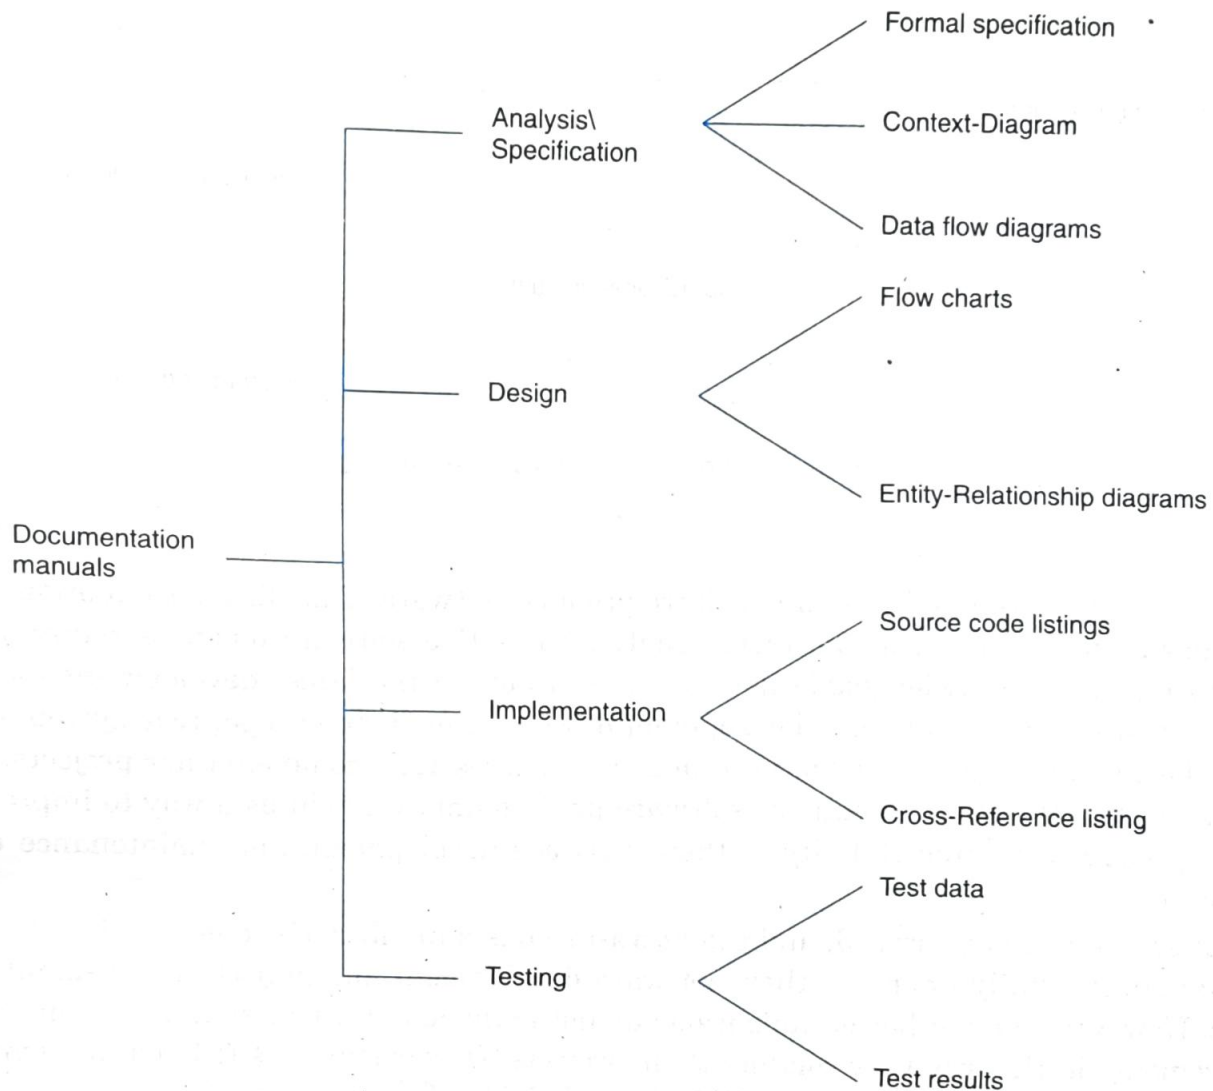 Formal specification
Analysis\
Specification
Context-Diagram
Data flow diagrams
Flow charts
Design
Entity-Relationship diagrams
Documentation
manuals
Source code listings
Implementation
Cross-Reference listing
Test data
Testing
Test results